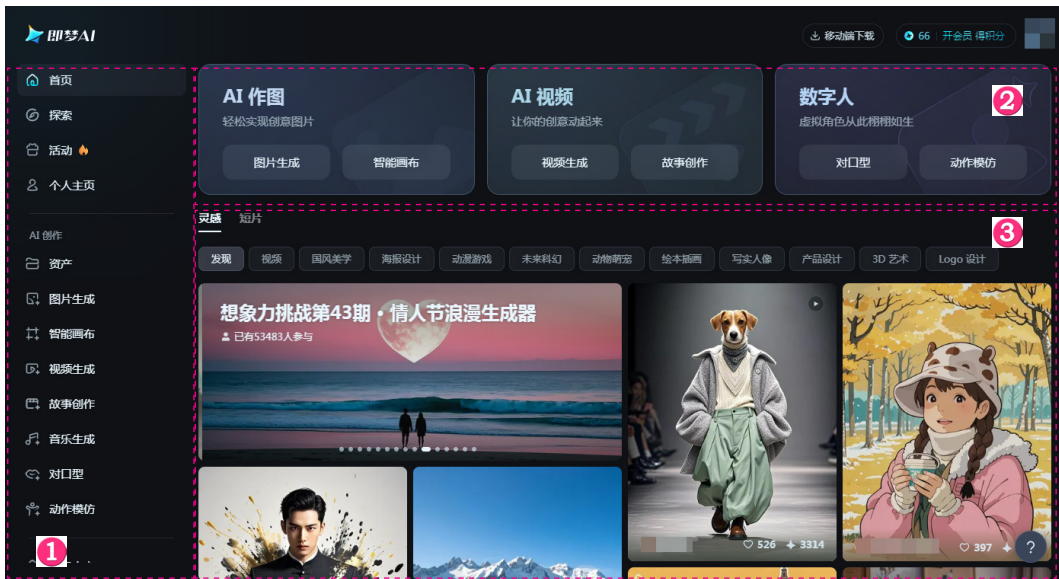 即梦AI
移动端下载
66 开会员 得积分
首页
探索
活动
个人主页
AI 创作
资产
图片生成
智能画布
视频生成
故事创作
音乐生成
对口型
动作模仿
1
AI 作图
轻松实现创意图片
图片生成 智能画布
AI 视频
让你的创意动起来
视频生成 故事创作
数字人
虚拟角色从此栩栩如生
对口型 动作模仿
2
灵感 短片
3
发现 视频 国风美学 海报设计 动漫游戏 未来科幻 动物萌宠 绘本插画 写实人像 产品设计 3D 艺术 Logo 设计
想象力挑战第43期·情人节浪漫生成器
已有53483人参与
526 3314
397
?